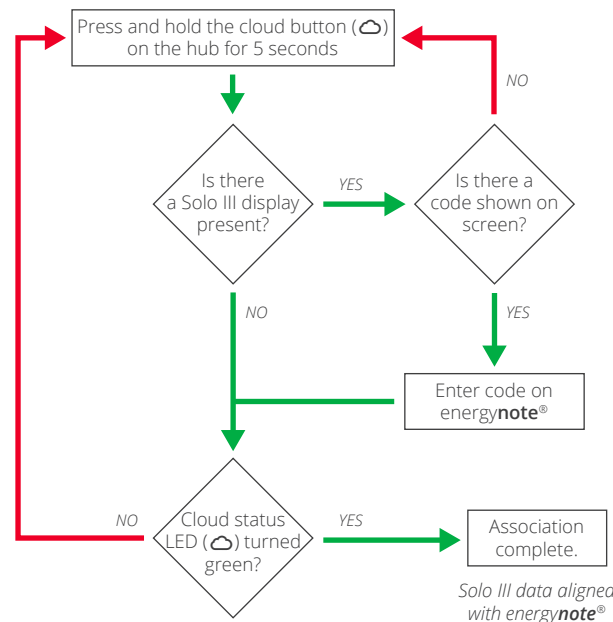 Press and hold the cloud button ( )
on the hub for 5 seconds
NO
Is there
a Solo III display
present?
YES
Is there a
code shown on
screen?
NO
YES
Enter code on
energynote®
NO
Cloud status
LED ( ) turned
green?
YES
Association
complete.
Solo III data aligned
with energynote®